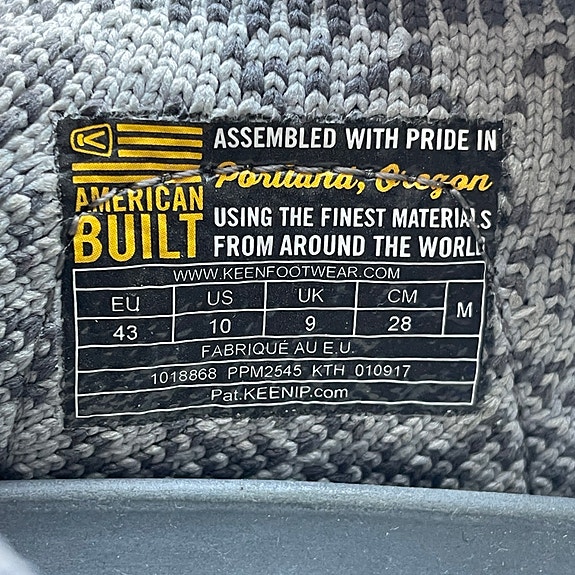 ASSEMBLED WITH PRIDE IN
Portland, Oregon
AMERICAN
BUILT
USING THE FINEST MATERIALS
FROM AROUND THE WORLD
WWW.KEENFOOTWEAR.COM
EU US UK CM M
43 10 9 28
FABRIQUÉ AU E.U.
1018868 PPM2545 KTH 010917
Pat.KEENIP.com